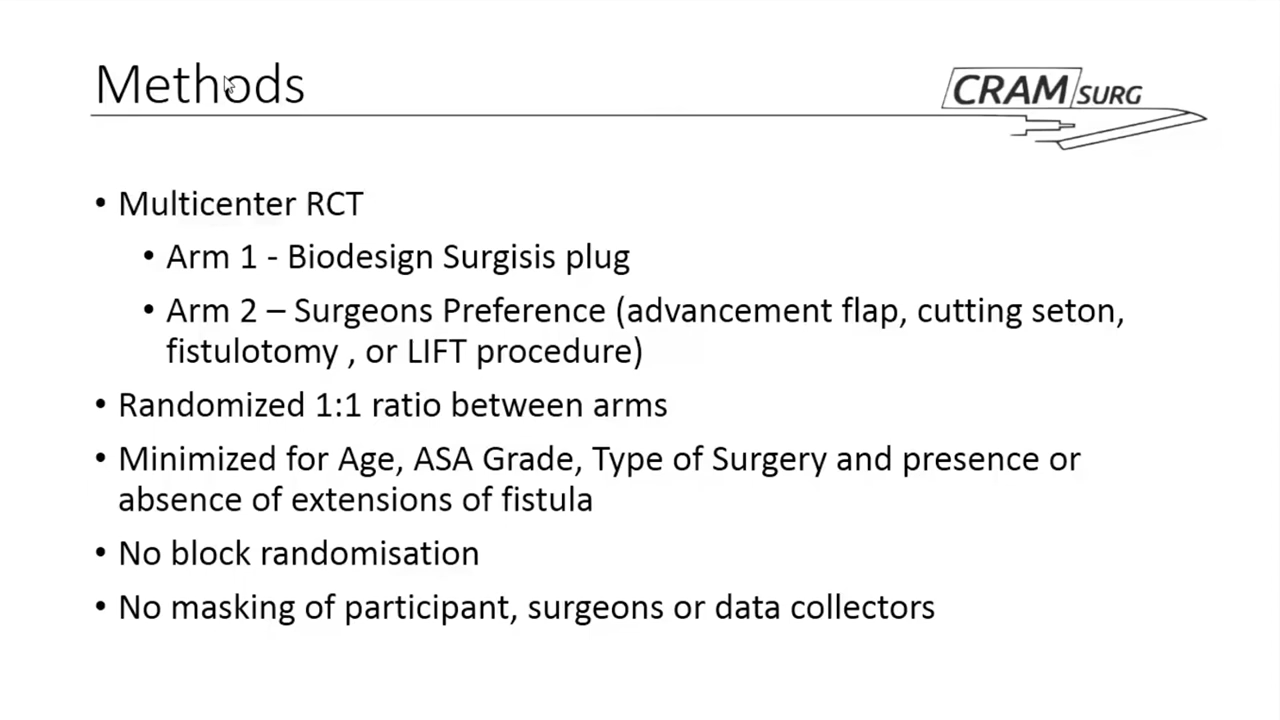 Methods
CRAM SURG
• Multicenter RCT
• Arm 1 - Biodesign Surgisis plug
• Arm 2 – Surgeons Preference (advancement flap, cutting seton,
fistulotomy , or LIFT procedure)
• Randomized 1:1 ratio between arms
• Minimized for Age, ASA Grade, Type of Surgery and presence or
absence of extensions of fistula
• No block randomisation
• No masking of participant, surgeons or data collectors